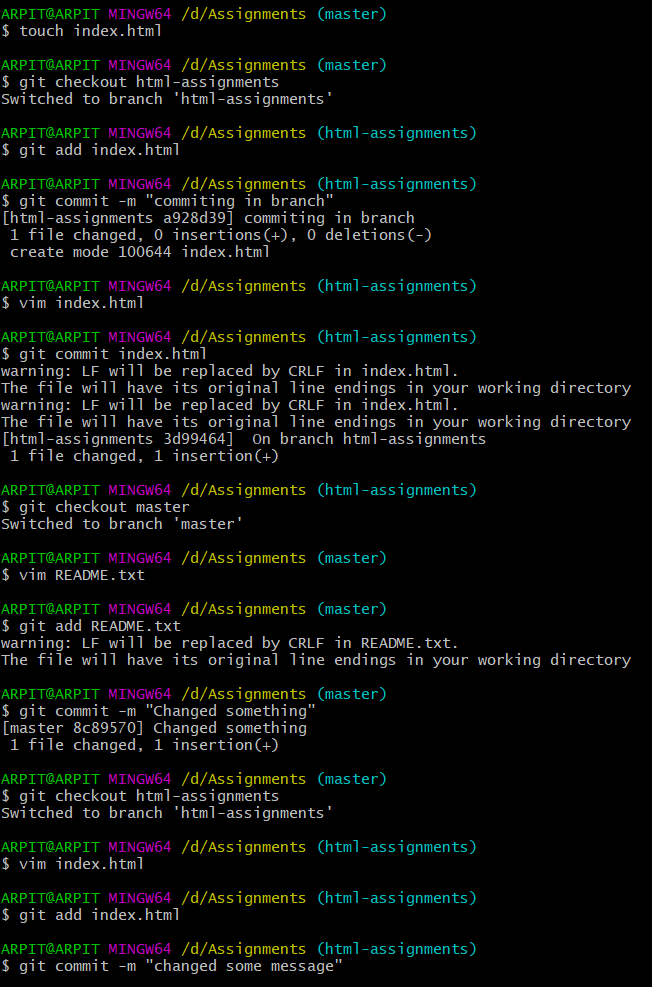 ARPIT@ARPIT MINGW64 /d/Assignments (master)
$ touch index.html
ARPIT@ARPIT MINGW64 /d/Assignments (master)
$ git checkout html-assignments
Switched to branch 'html-assignments'
ARPIT@ARPIT MINGW64 /d/Assignments (html-assignments)
$ git add index.html
ARPIT@ARPIT MINGW64 /d/Assignments (html-assignments)
$ git commit -m "commiting in branch"
[html-assignments a928d39] commiting in branch
 1 file changed, 0 insertions(+), 0 deletions(-)
 create mode 100644 index.html
ARPIT@ARPIT MINGW64 /d/Assignments (html-assignments)
$ vim index.html
ARPIT@ARPIT MINGW64 /d/Assignments (html-assignments)
$ git commit index.html
warning: LF will be replaced by CRLF in index.html.
The file will have its original line endings in your working directory
warning: LF will be replaced by CRLF in index.html.
The file will have its original line endings in your working directory
[html-assignments 3d99464]  On branch html-assignments
 1 file changed, 1 insertion(+)
ARPIT@ARPIT MINGW64 /d/Assignments (html-assignments)
$ git checkout master
Switched to branch 'master'
ARPIT@ARPIT MINGW64 /d/Assignments (master)
$ vim README.txt
ARPIT@ARPIT MINGW64 /d/Assignments (master)
$ git add README.txt
warning: LF will be replaced by CRLF in README.txt.
The file will have its original line endings in your working directory
ARPIT@ARPIT MINGW64 /d/Assignments (master)
$ git commit -m "Changed something"
[master 8c89570] Changed something
 1 file changed, 1 insertion(+)
ARPIT@ARPIT MINGW64 /d/Assignments (master)
$ git checkout html-assignments
Switched to branch 'html-assignments'
ARPIT@ARPIT MINGW64 /d/Assignments (html-assignments)
$ vim index.html
ARPIT@ARPIT MINGW64 /d/Assignments (html-assignments)
$ git add index.html
ARPIT@ARPIT MINGW64 /d/Assignments (html-assignments)
$ git commit -m "changed some message"